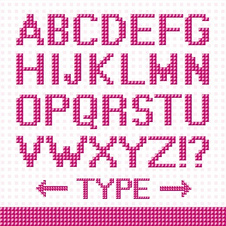 ABCDEFG
HIJKLMN
OPQRSTU
VWXYZ!?
← TYPE →